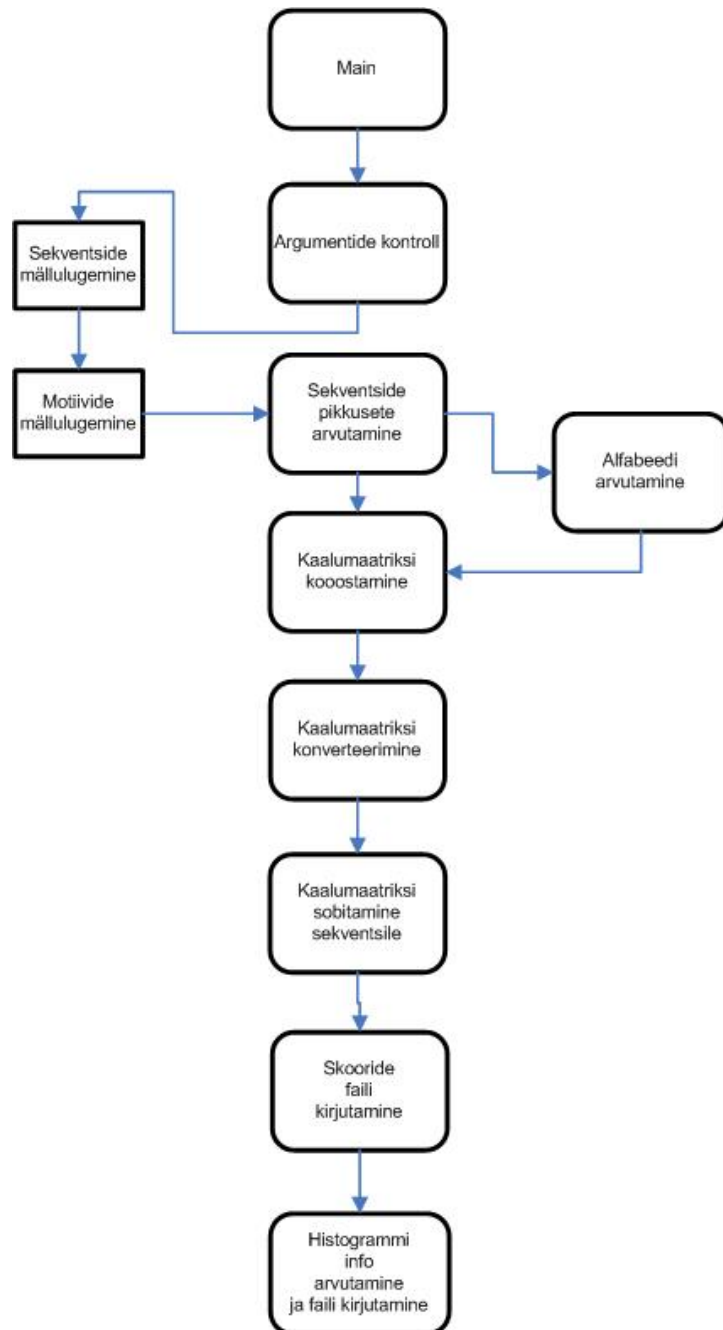 Main
Argumentide kontroll
Sekventside
mällulugemine
Motiivide
mällulugemine
Sekventside
pikkusete
arvutamine
Alfabeedi
arvutamine
Kaalumaatriksi
kooostamine
Kaalumaatriksi
konverteerimine
Kaalumaatriksi
sobitamine
sekventsile
Skooride
faili
kirjutamine
Histogrammi
info
arvutamine
ja faili kirjutamine